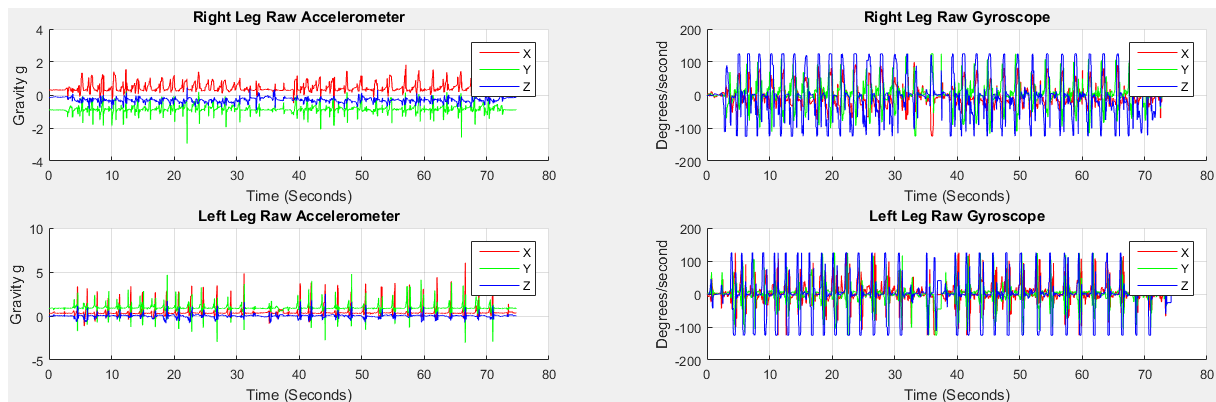 Right Leg Raw Accelerometer
Gravity g
4
2
0
-2
-4
0 10 20 30 40 50 60 70 80
Time (Seconds)
X
Y
Z
Right Leg Raw Gyroscope
Degrees/second
200
100
0
-100
-200
0 10 20 30 40 50 60 70 80
Time (Seconds)
X
Y
Z
Left Leg Raw Accelerometer
Gravity g
10
5
0
-5
0 10 20 30 40 50 60 70 80
Time (Seconds)
X
Y
Z
Left Leg Raw Gyroscope
Degrees/second
200
100
0
-100
-200
0 10 20 30 40 50 60 70 80
Time (Seconds)
X
Y
Z